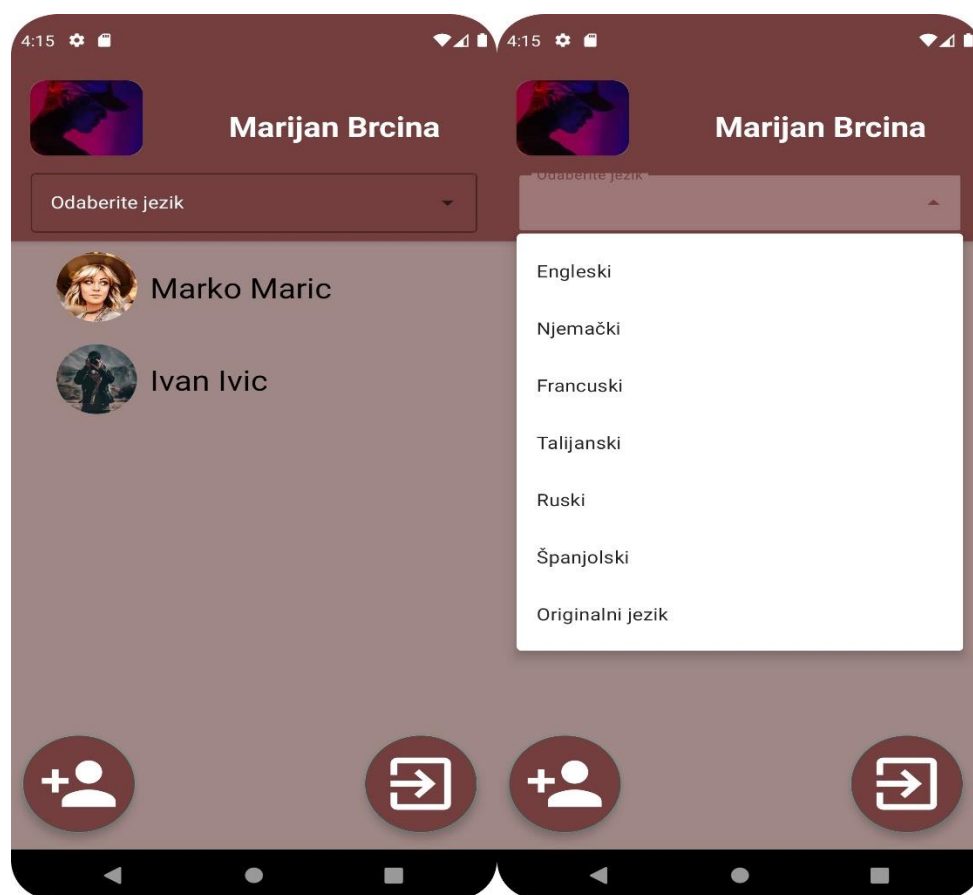 4:15
Marijan Brcina
Odaberite jezik
Marko Maric
Ivan Ivic
4:15
Marijan Brcina
Odaberite jezik
Engleski
Njemački
Francuski
Talijanski
Ruski
Španjolski
Originalni jezik